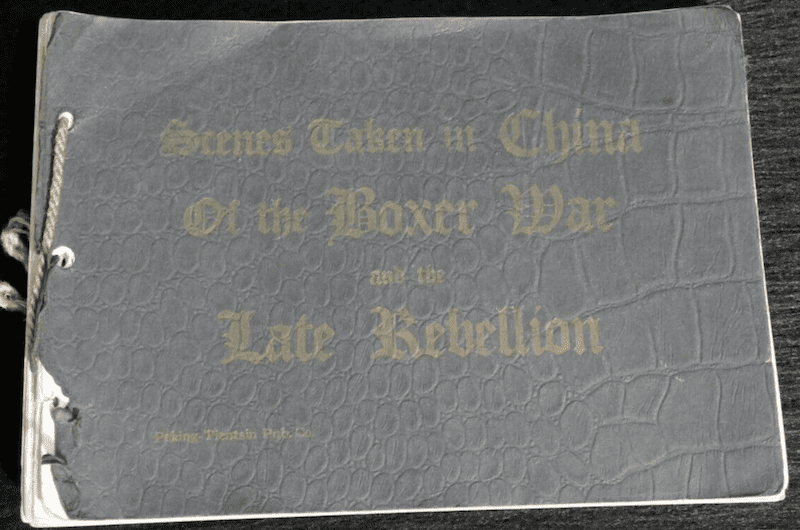 Scenes Taken in China
Of the Boxer War
and the
Late Rebellion
Peking-Tientsin Pub. Co.